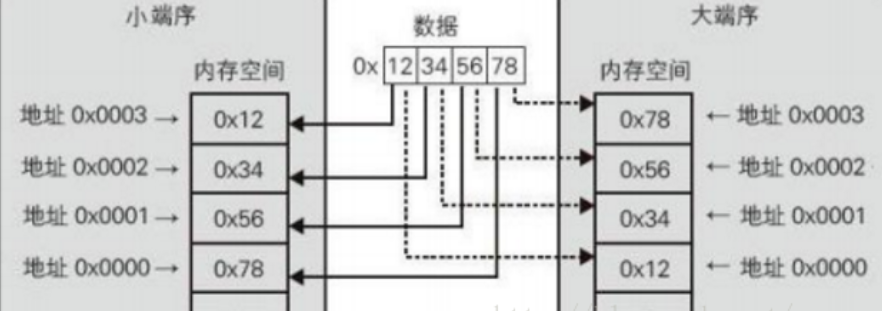 小端序 大端序
数据
内存空间 0x 12 34 56 78 内存空间
地址 0x0003 → 0x12 0x78 ← 地址 0x0003
地址 0x0002 → 0x34 0x56 ← 地址 0x0002
地址 0x0001 → 0x56 0x34 ← 地址 0x0001
地址 0x0000 → 0x78 0x12 ← 地址 0x0000